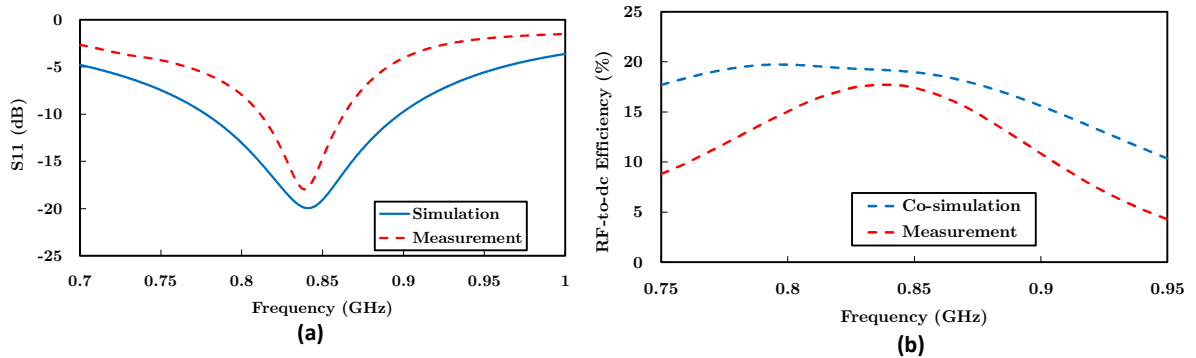 0
-5
-10
-15
-20
-25
S11 (dB)
Simulation
Measurement
0.7
0.75
0.8
0.85
0.9
0.95
1
Frequency (GHz)
(a)
25
20
15
10
5
0
RF-to-dc Efficiency (%)
Co-simulation
Measurement
0.75
0.8
0.85
0.9
0.95
Frequency (GHz)
(b)